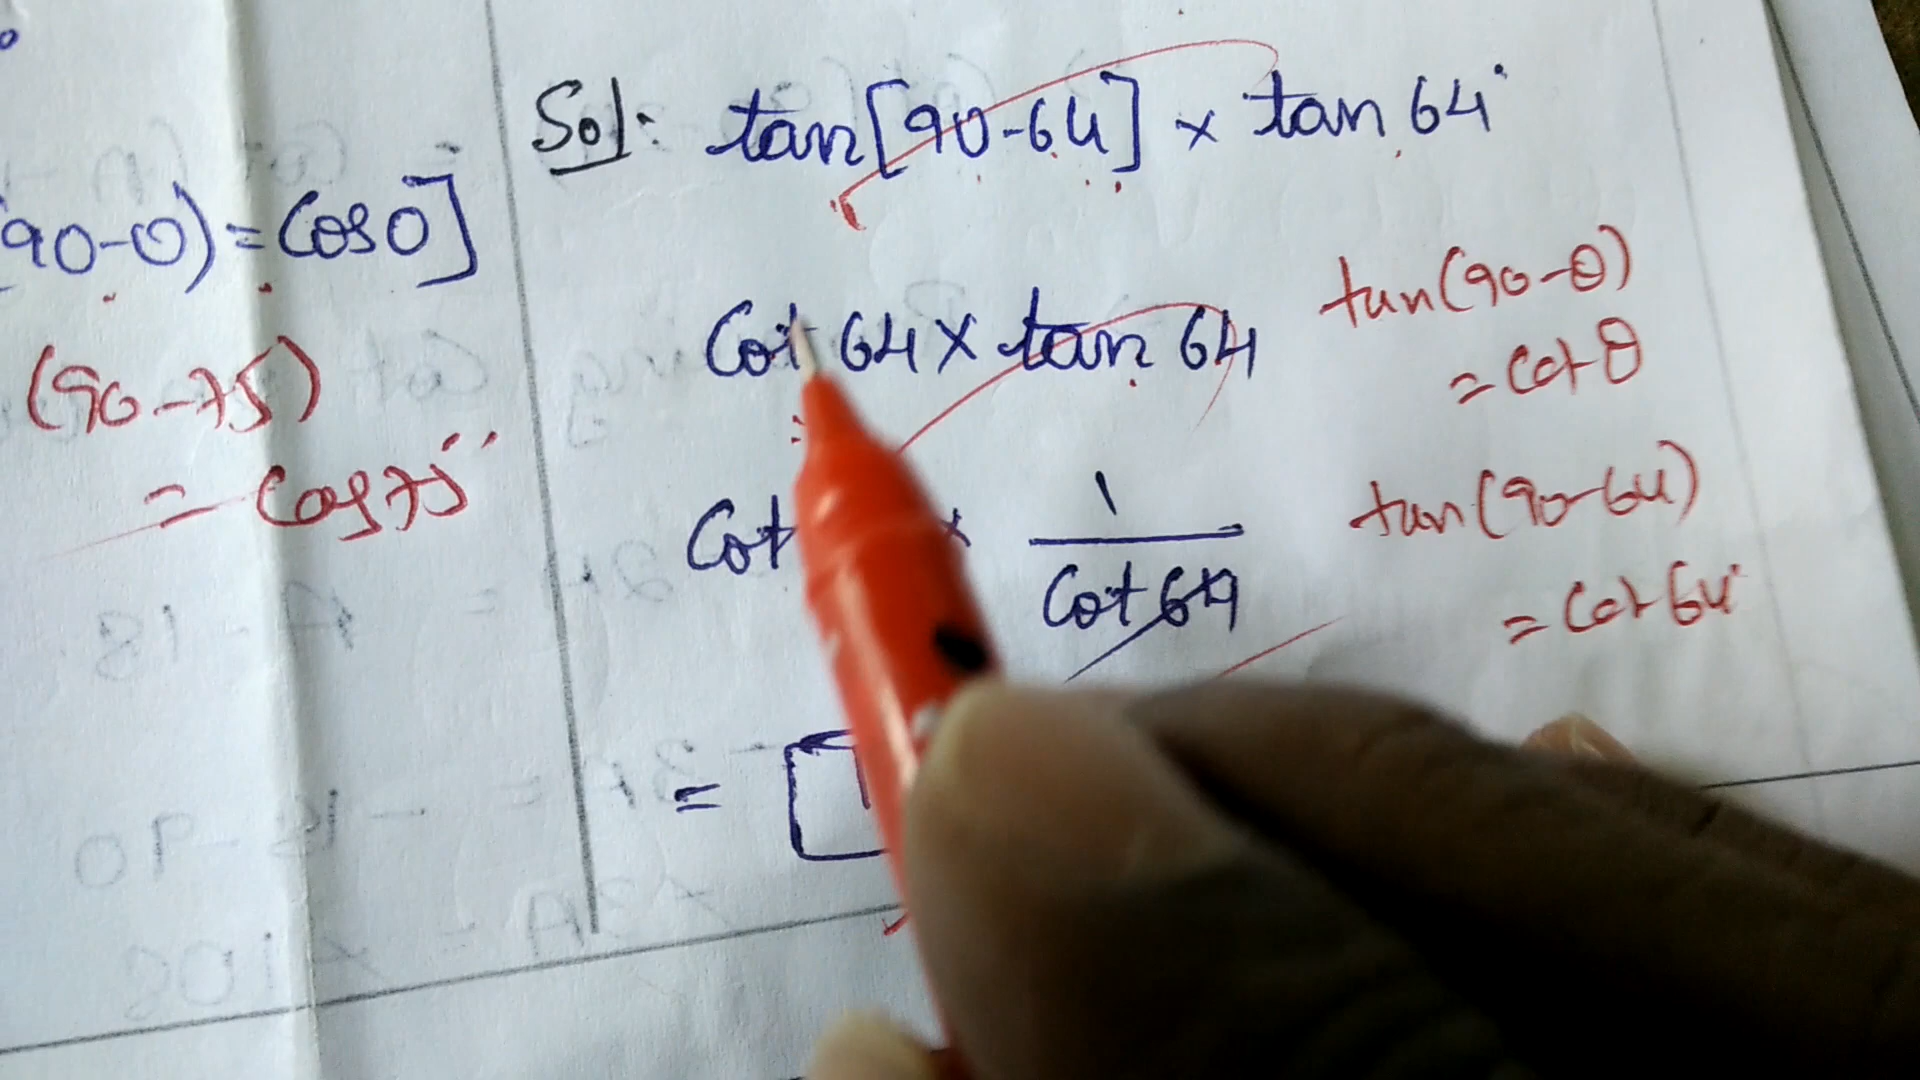 90-θ) = Cosθ]
(90-75)
= Cos75°
Sol: tan[90-64] × tan 64°
Cot 64 × tan 64
tan(90-θ)
= Cot θ
Cot × 1
Cot 64
tan(90-64)
= Cot 64°
= 1